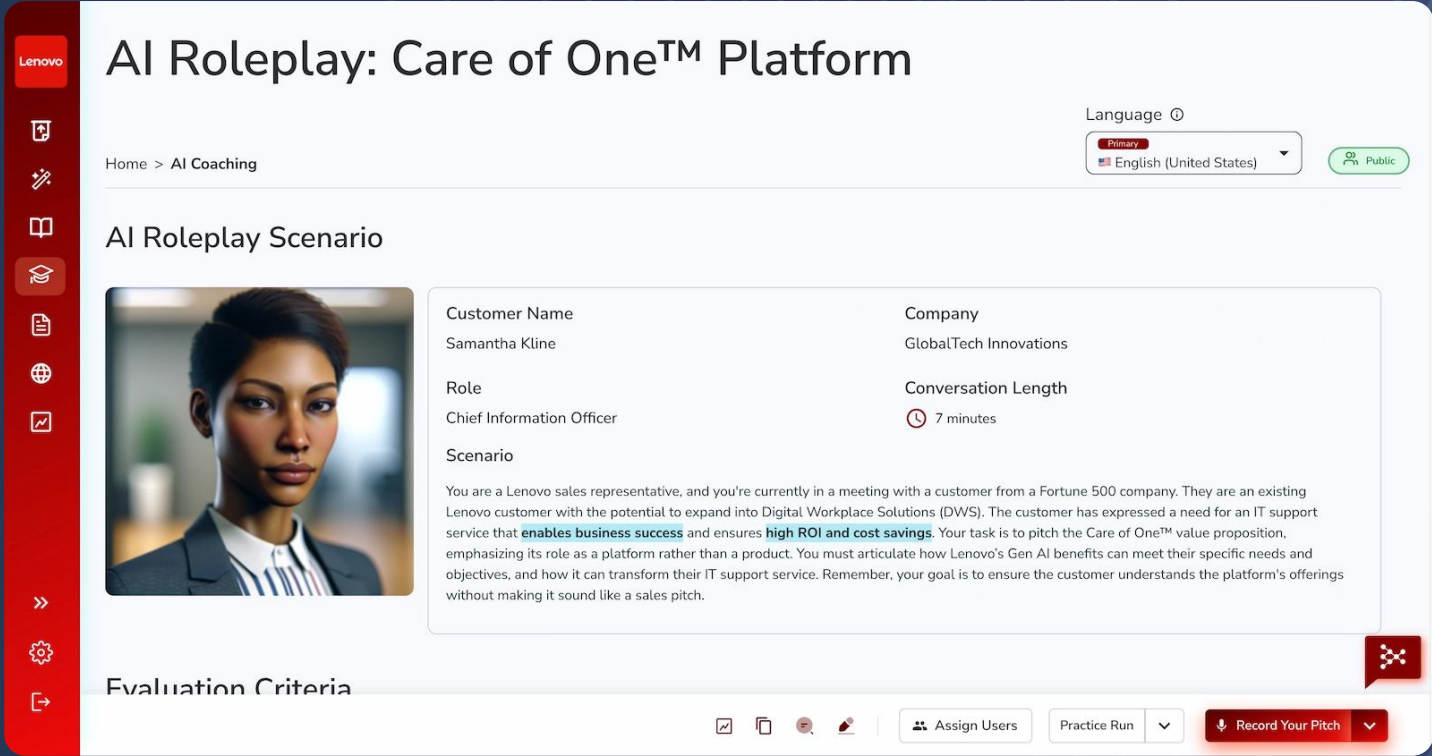 Lenovo
AI Roleplay: Care of One™ Platform
Language
Home > AI Coaching
Primary
English (United States)
Public
AI Roleplay Scenario
Customer Name
Samantha Kline
Company
GlobalTech Innovations
Role
Chief Information Officer
Conversation Length
7 minutes
Scenario
You are a Lenovo sales representative, and you're currently in a meeting with a customer from a Fortune 500 company. They are an existing
Lenovo customer with the potential to expand into Digital Workplace Solutions (DWS). The customer has expressed a need for an IT support
service that enables business success and ensures high ROI and cost savings. Your task is to pitch the Care of One™ value proposition,
emphasizing its role as a platform rather than a product. You must articulate how Lenovo's Gen AI benefits can meet their specific needs and
objectives, and how it can transform their IT support service. Remember, your goal is to ensure the customer understands the platform's offerings
without making it sound like a sales pitch.
Evaluation Criteria
Assign Users
Practice Run
Record Your Pitch